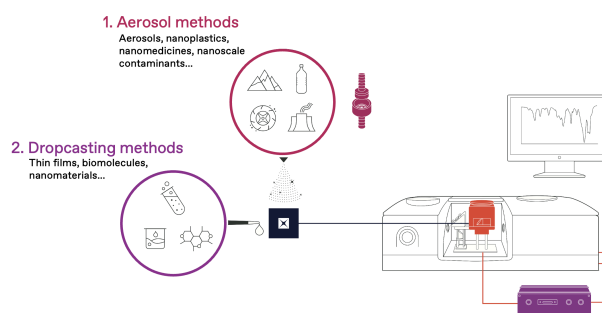 1. Aerosol methods
Aerosols, nanoplastics,
nanomedicines, nanoscale
contaminants...
2. Dropcasting methods
Thin films, biomolecules,
nanomaterials...